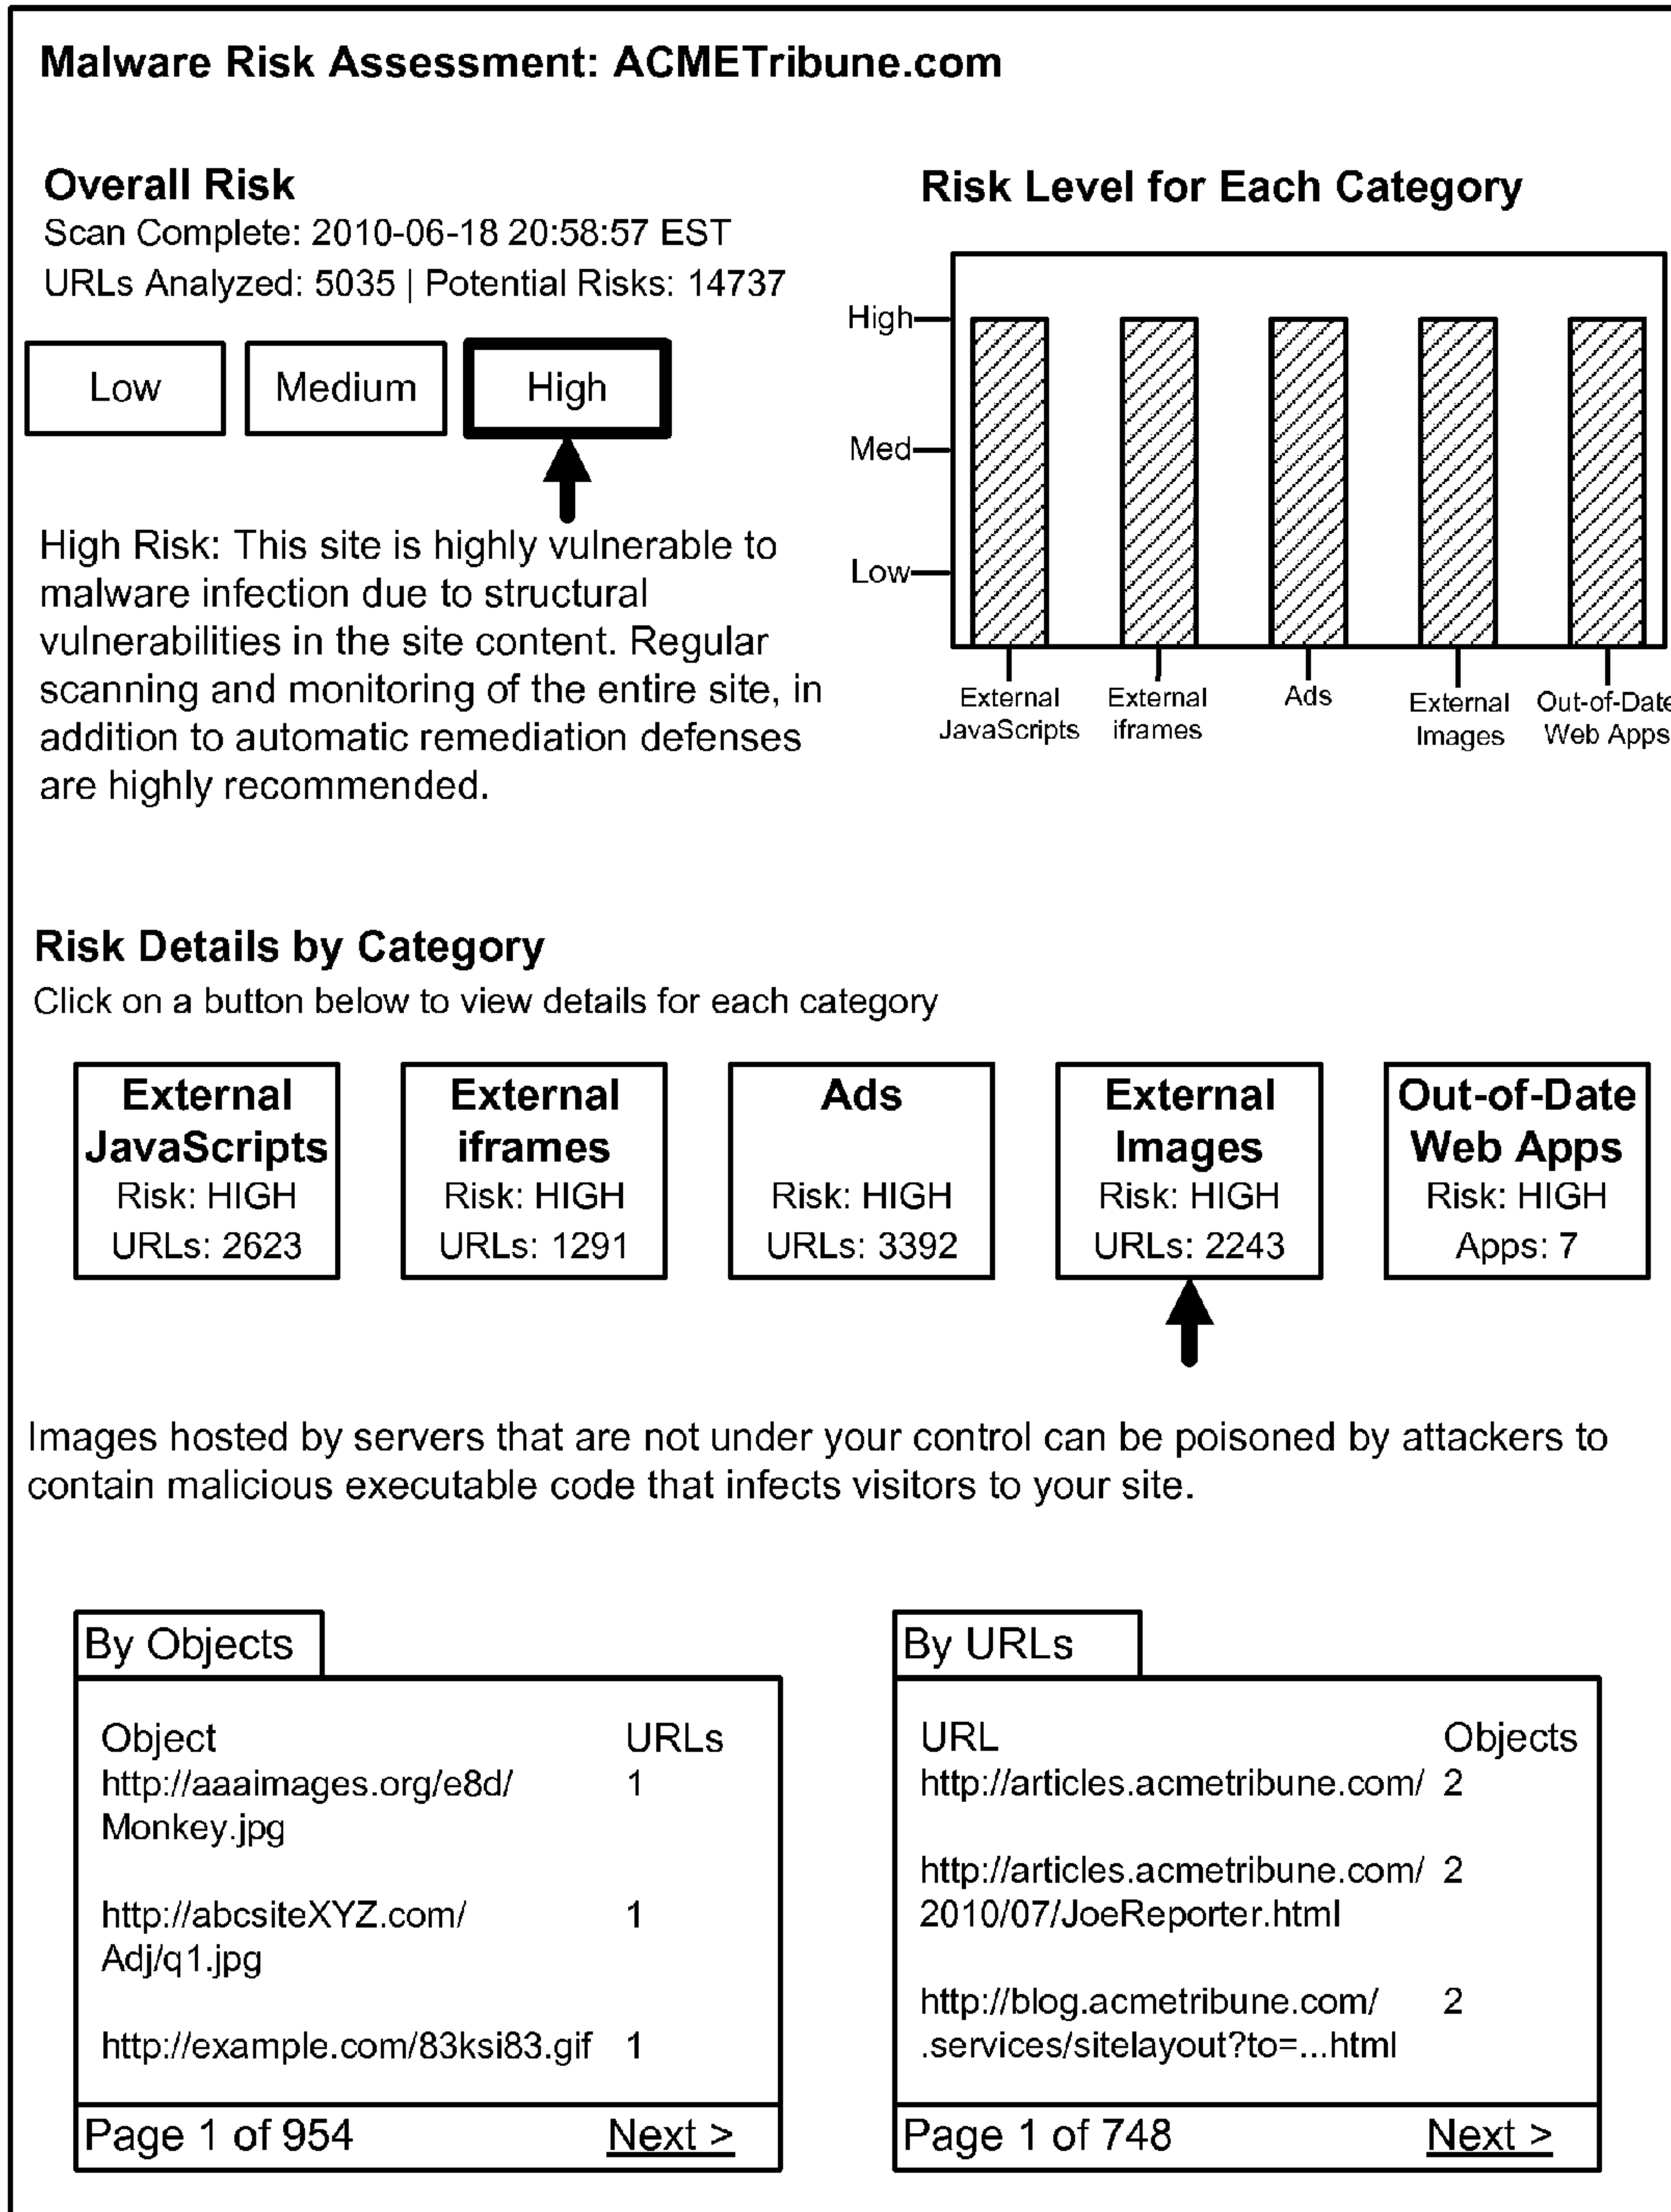 Malware Risk Assessment: ACMETribune.com
Overall Risk
Scan Complete: 2010-06-18 20:58:57 EST
URLs Analyzed: 5035 | Potential Risks: 14737
Low
Medium
High
High Risk: This site is highly vulnerable to
malware infection due to structural
vulnerabilities in the site content. Regular
scanning and monitoring of the entire site, in
addition to automatic remediation defenses
are highly recommended.
Risk Level for Each Category
High
Med
Low
External
JavaScripts
External
iframes
Ads
External
Images
Out-of-Date
Web Apps
Risk Details by Category
Click on a button below to view details for each category
External
JavaScripts
Risk: HIGH
URLs: 2623
External
iframes
Risk: HIGH
URLs: 1291
Ads
Risk: HIGH
URLs: 3392
External
Images
Risk: HIGH
URLs: 2243
Out-of-Date
Web Apps
Risk: HIGH
Apps: 7
Images hosted by servers that are not under your control can be poisoned by attackers to
contain malicious executable code that infects visitors to your site.
By Objects
Object URLs
http://aaaimages.org/e8d/ 1
Monkey.jpg
http://abcsiteXYZ.com/ 1
Adj/q1.jpg
http://example.com/83ksi83.gif 1
Page 1 of 954 Next >
By URLs
URL Objects
http://articles.acmetribune.com/ 2
http://articles.acmetribune.com/ 2
2010/07/JoeReporter.html
http://blog.acmetribune.com/ 2
.services/sitelayout?to=...html
Page 1 of 748 Next >